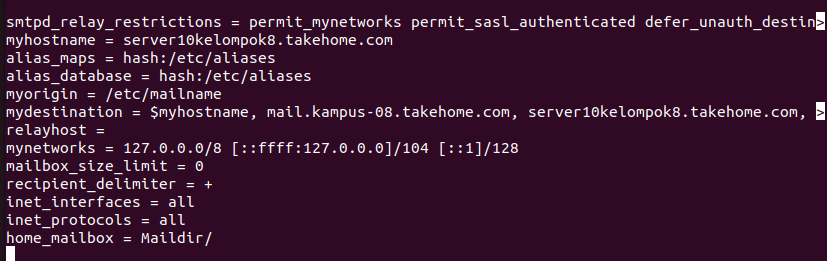 smtpd_relay_restrictions = permit_mynetworks permit_sasl_authenticated defer_unauth_destin>
myhostname = server10kelompok8.takehome.com
alias_maps = hash:/etc/aliases
alias_database = hash:/etc/aliases
myorigin = /etc/mailname
mydestination = $myhostname, mail.kampus-08.takehome.com, server10kelompok8.takehome.com, >
relayhost =
mynetworks = 127.0.0.0/8 [::ffff:127.0.0.0]/104 [::1]/128
mailbox_size_limit = 0
recipient_delimiter = +
inet_interfaces = all
inet_protocols = all
home_mailbox = Maildir/